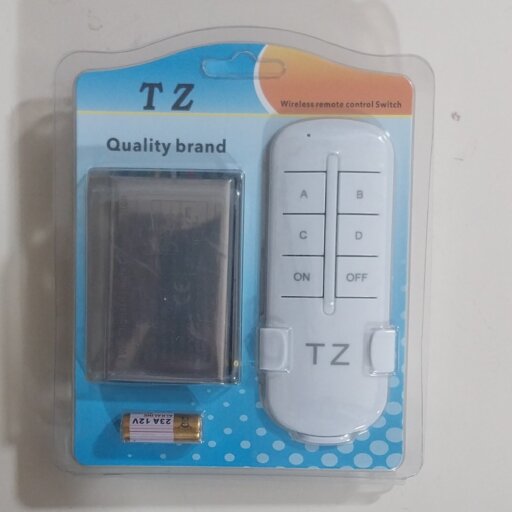 TZ
Wireless remote control Switch
Quality brand
A B
C D
ON OFF
TZ
23A 12V